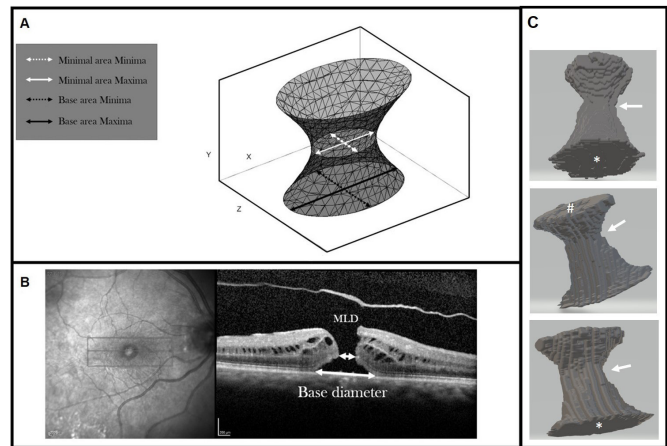 A
Minimal area Minima
Minimal area Maxima
Base area Minima
Base area Maxima
Y
X
Z
B
MLD
Base diameter
C
*
#
*